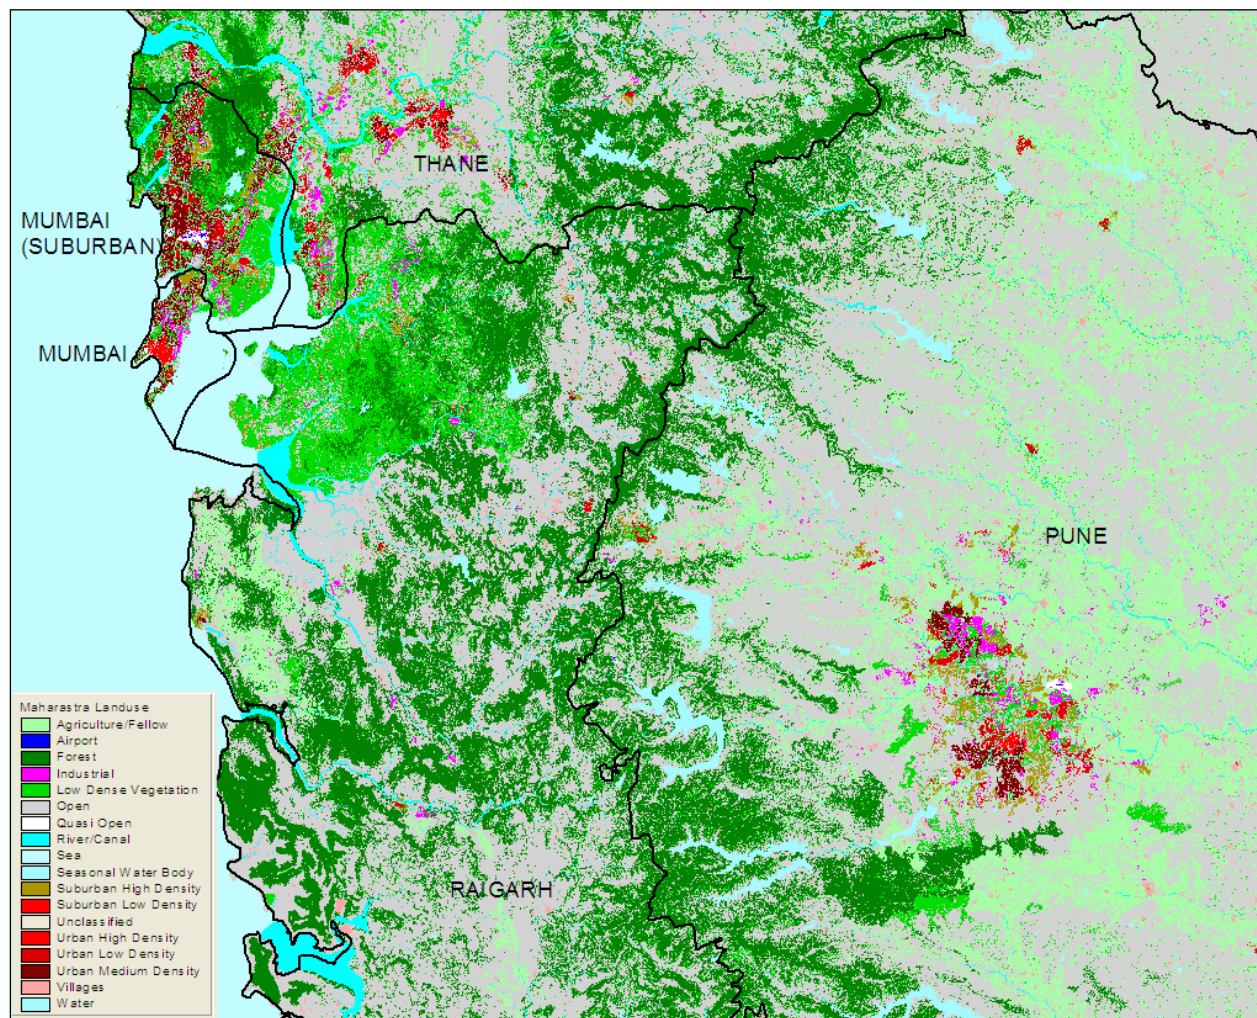 THANE
MUMBAI
(SUBURBAN)
MUMBAI
PUNE
RAIGARH
Maharastra Landuse
Agriculture/Fellow
Airport
Forest
Industrial
Low Dense Vegetation
Open
Quasi Open
River/Canal
Sea
Seasonal Water Body
Suburban High Density
Suburban Low Density
Unclassified
Urban High Density
Urban Low Density
Urban Medium Density
Villages
Water